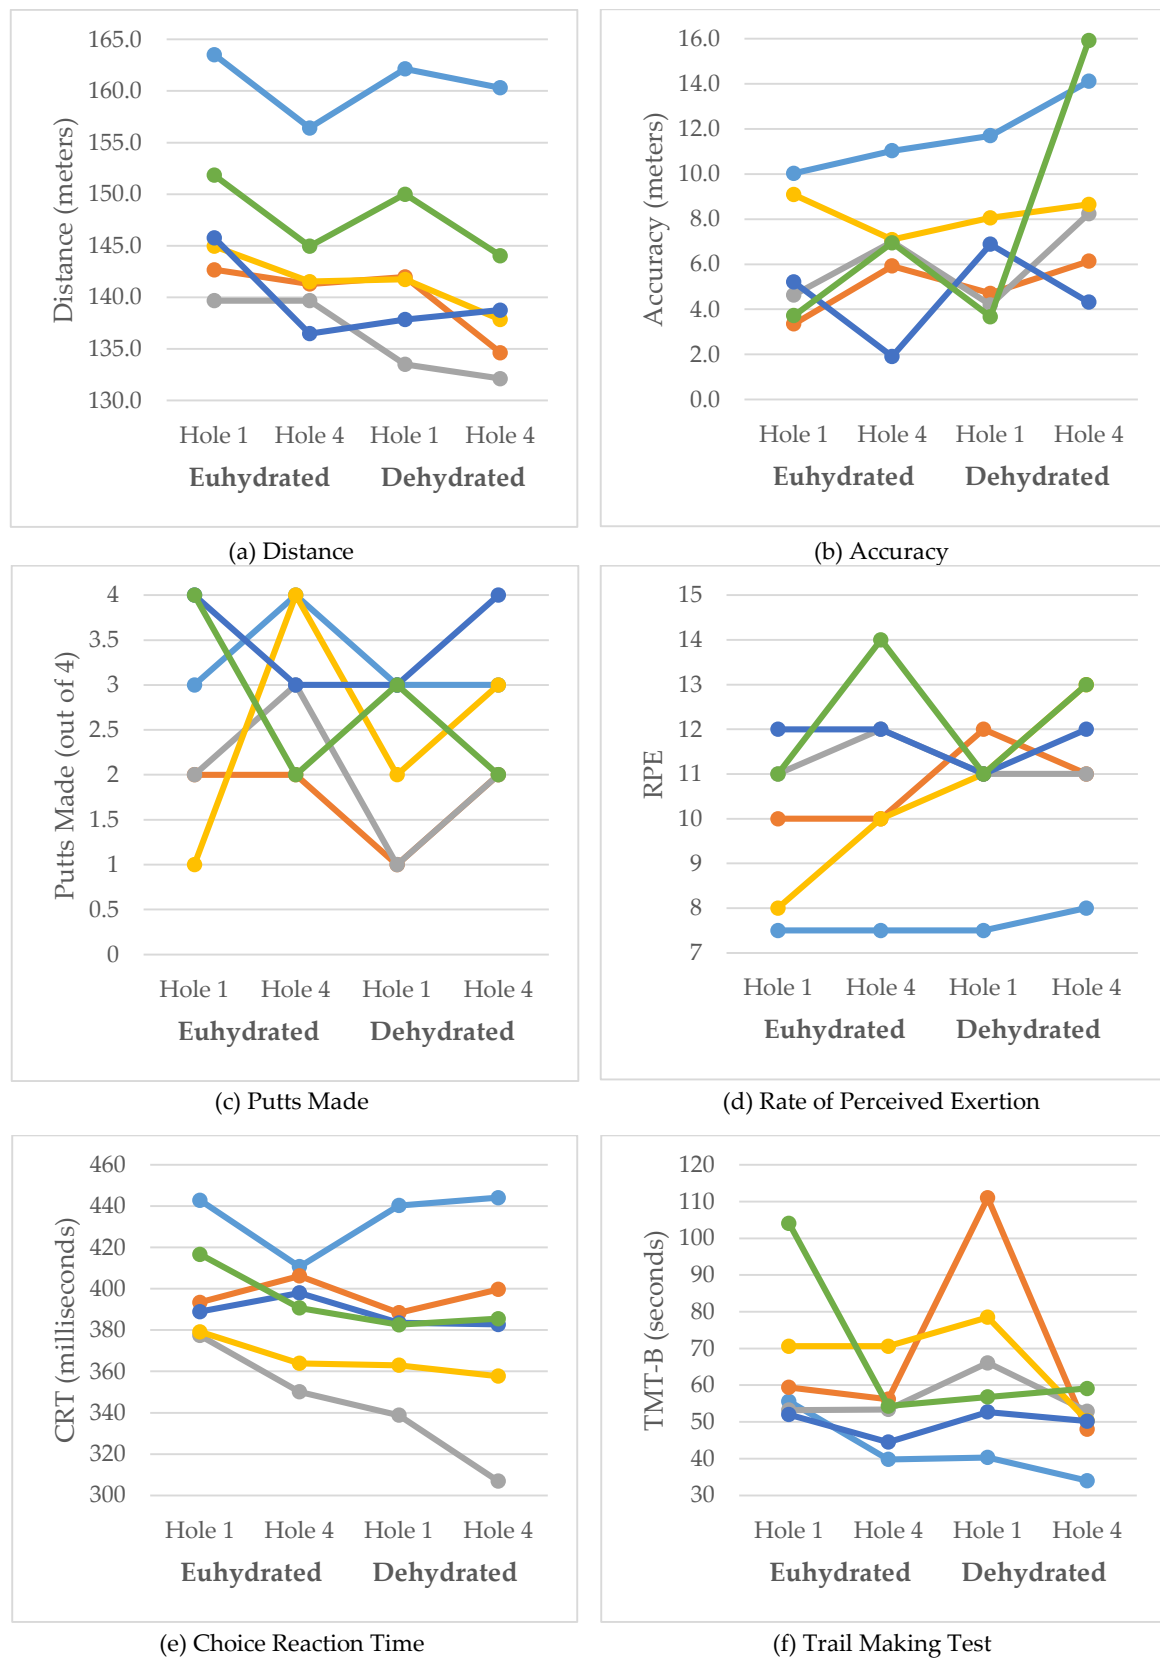 165.0
160.0
155.0
150.0
145.0
140.0
135.0
130.0
Distance (meters)
Hole 1 Hole 4 Hole 1 Hole 4
Euhydrated Dehydrated
(a) Distance
16.0
14.0
12.0
10.0
8.0
6.0
4.0
2.0
0.0
Accuracy (meters)
Hole 1 Hole 4 Hole 1 Hole 4
Euhydrated Dehydrated
(b) Accuracy
4
3.5
3
2.5
2
1.5
1
0.5
0
Putts Made (out of 4)
Hole 1 Hole 4 Hole 1 Hole 4
Euhydrated Dehydrated
(c) Putts Made
15
14
13
12
11
10
9
8
7
RPE
Hole 1 Hole 4 Hole 1 Hole 4
Euhydrated Dehydrated
(d) Rate of Perceived Exertion
460
440
420
400
380
360
340
320
300
CRT (milliseconds)
Hole 1 Hole 4 Hole 1 Hole 4
Euhydrated Dehydrated
(e) Choice Reaction Time
120
110
100
90
80
70
60
50
40
30
TMT-B (seconds)
Hole 1 Hole 4 Hole 1 Hole 4
Euhydrated Dehydrated
(f) Trail Making Test